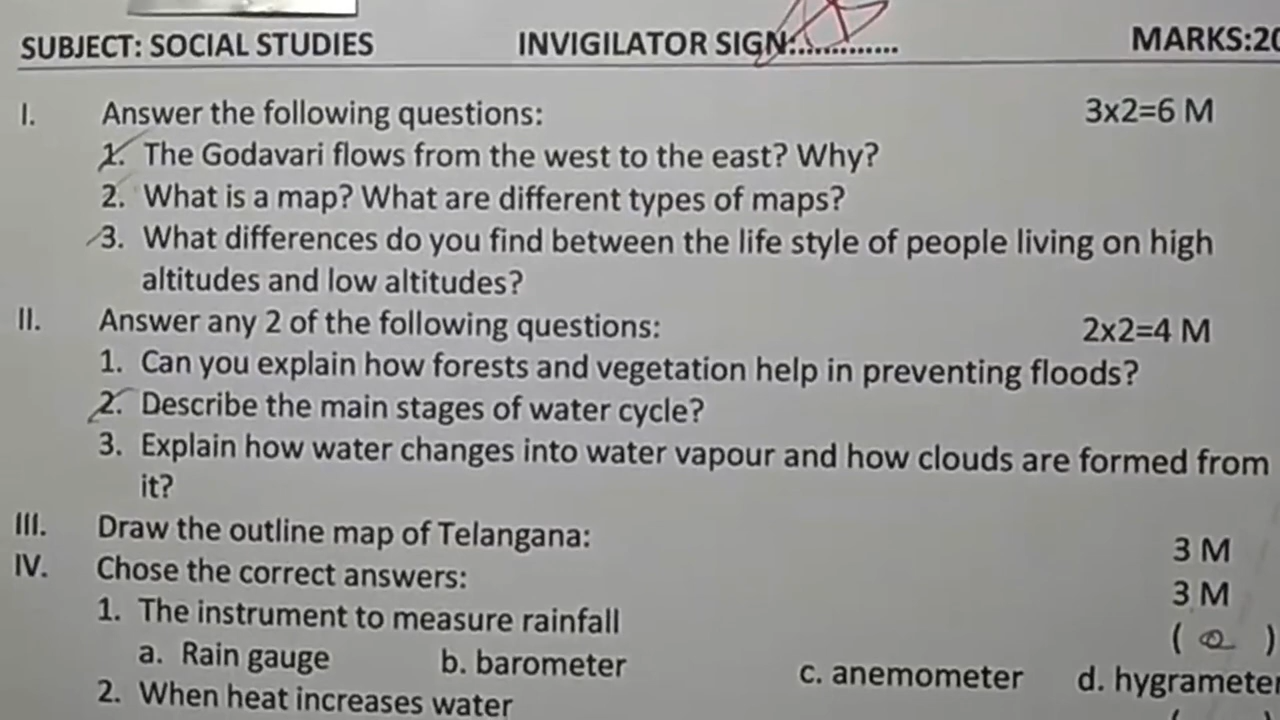 SUBJECT: SOCIAL STUDIES INVIGILATOR SIGN:............. MARKS:20
I. Answer the following questions: 3x2=6 M
1. The Godavari flows from the west to the east? Why?
2. What is a map? What are different types of maps?
3. What differences do you find between the life style of people living on high
altitudes and low altitudes?
II. Answer any 2 of the following questions: 2x2=4 M
1. Can you explain how forests and vegetation help in preventing floods?
2. Describe the main stages of water cycle?
3. Explain how water changes into water vapour and how clouds are formed from
it?
III. Draw the outline map of Telangana: 3 M
IV. Chose the correct answers: 3 M
1. The instrument to measure rainfall ( a )
a. Rain gauge b. barometer c. anemometer d. hygrameter
2. When heat increases water (